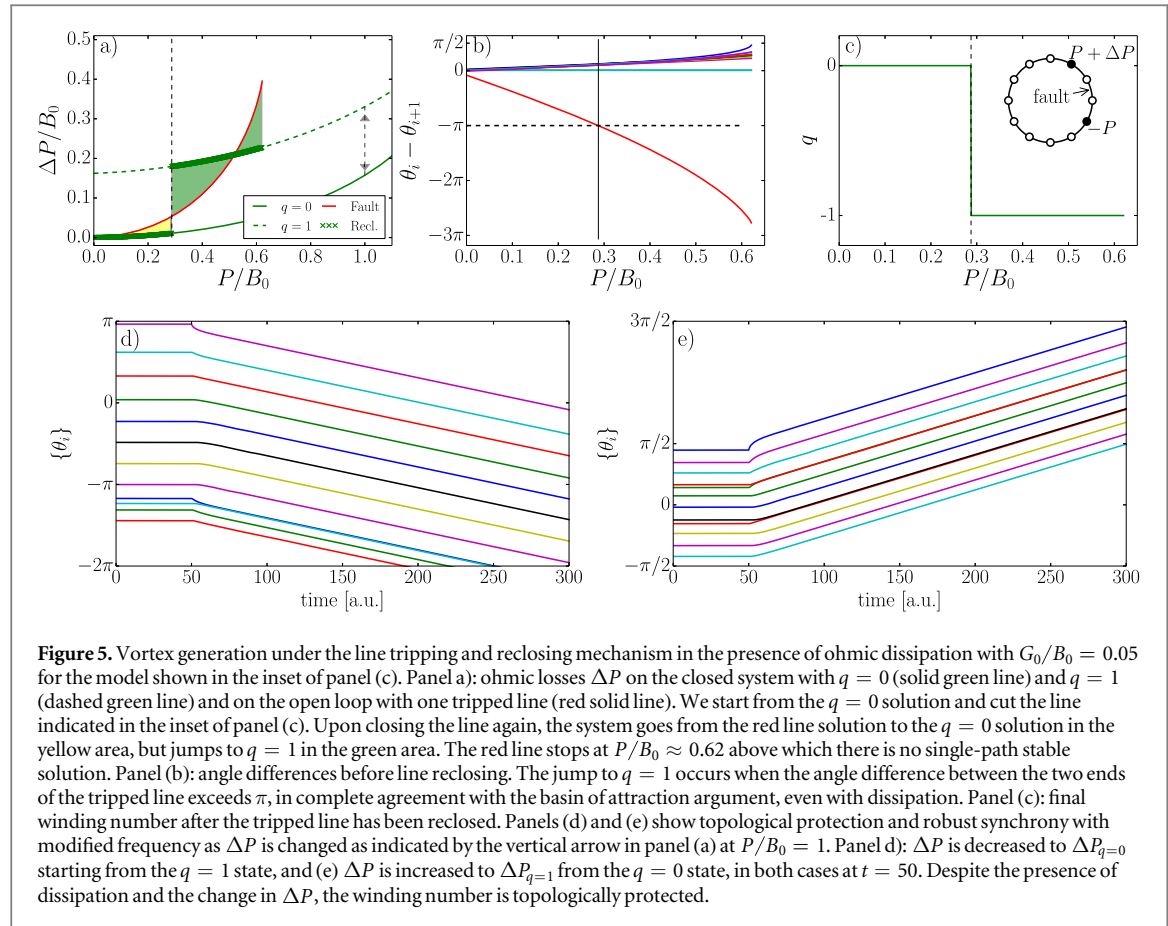 a)
0.5
0.4
0.3
0.2
0.1
0.0
ΔP/B₀
q = 0
q = 1
Fault
Recl.
0.0 0.2 0.4 0.6 0.8 1.0
P/B₀
b)
π/2
0
−π
−2π
−3π
θᵢ − θᵢ₊₁
0.0 0.1 0.2 0.3 0.4 0.5 0.6
P/B₀
c)
0
-1
q
P + ΔP
fault
−P
0.0 0.1 0.2 0.3 0.4 0.5 0.6
P/B₀
d)
π
0
−π
−2π
{θᵢ}
0 50 100 150 200 250 300
time [a.u.]
e)
3π/2
π/2
0
−π/2
{θᵢ}
0 50 100 150 200 250 300
time [a.u.]
Figure 5. Vortex generation under the line tripping and reclosing mechanism in the presence of ohmic dissipation with G₀/B₀ = 0.05
for the model shown in the inset of panel (c). Panel a): ohmic losses ΔP on the closed system with q = 0 (solid green line) and q = 1
(dashed green line) and on the open loop with one tripped line (red solid line). We start from the q = 0 solution and cut the line
indicated in the inset of panel (c). Upon closing the line again, the system goes from the red line solution to the q = 0 solution in the
yellow area, but jumps to q = 1 in the green area. The red line stops at P/B₀ ≈ 0.62 above which there is no single-path stable
solution. Panel (b): angle differences before line reclosing. The jump to q = 1 occurs when the angle difference between the two ends
of the tripped line exceeds π, in complete agreement with the basin of attraction argument, even with dissipation. Panel (c): final
winding number after the tripped line has been reclosed. Panels (d) and (e) show topological protection and robust synchrony with
modified frequency as ΔP is changed as indicated by the vertical arrow in panel (a) at P/B₀ = 1. Panel d): ΔP is decreased to ΔP_{q=0}
starting from the q = 1 state, and (e) ΔP is increased to ΔP_{q=1} from the q = 0 state, in both cases at t = 50. Despite the presence of
dissipation and the change in ΔP, the winding number is topologically protected.